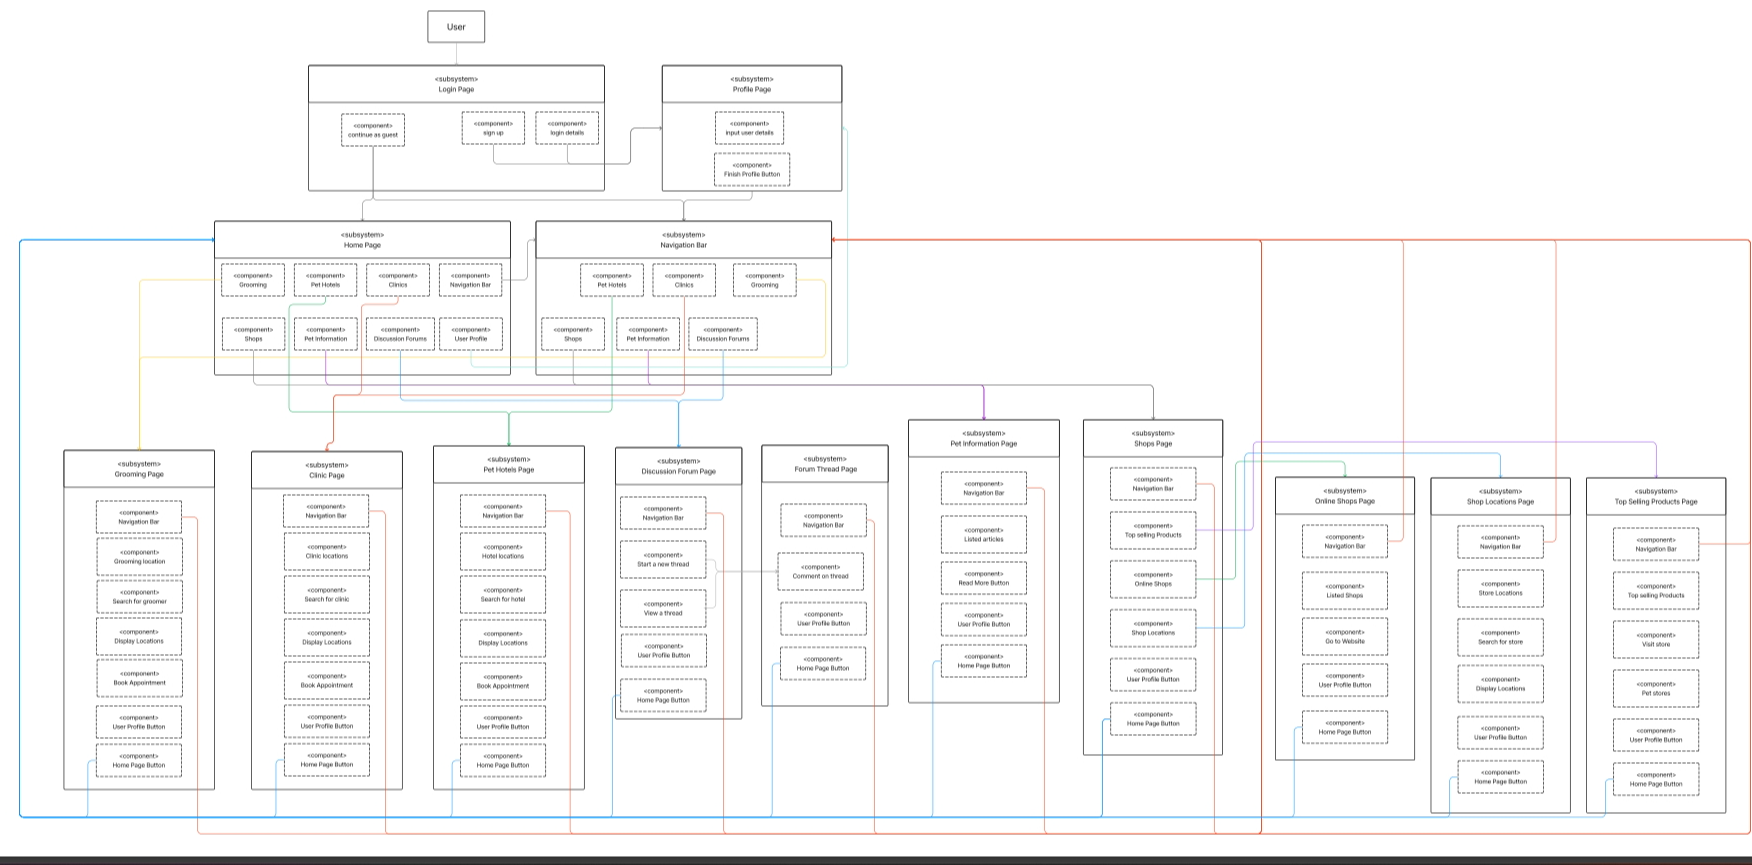 User
<subsystem>
Login Page
<component>
continue as guest
<component>
sign up
<component>
login details
<subsystem>
Profile Page
<component>
input user details
<component>
Finish Profile Button
<subsystem>
Home Page
<component>
Grooming
<component>
Pet Hotels
<component>
Clinics
<component>
Navigation Bar
<component>
Shops
<component>
Pet Information
<component>
Discussion Forums
<component>
User Profile
<subsystem>
Navigation Bar
<component>
Pet Hotels
<component>
Clinics
<component>
Grooming
<component>
Shops
<component>
Pet Information
<component>
Discussion Forums
<subsystem>
Grooming Page
<component>
Navigation Bar
<component>
Grooming location
<component>
Search for groomer
<component>
Display Locations
<component>
Book Appointment
<component>
User Profile Button
<component>
Home Page Button
<subsystem>
Clinic Page
<component>
Navigation Bar
<component>
Clinic locations
<component>
Search for clinic
<component>
Display Locations
<component>
Book Appointment
<component>
User Profile Button
<component>
Home Page Button
<subsystem>
Pet Hotels Page
<component>
Navigation Bar
<component>
Hotel locations
<component>
Search for hotel
<component>
Display Locations
<component>
Book Appointment
<component>
User Profile Button
<component>
Home Page Button
<subsystem>
Discussion Forum Page
<component>
Navigation Bar
<component>
Start a new thread
<component>
View a thread
<component>
User Profile Button
<component>
Home Page Button
<subsystem>
Forum Thread Page
<component>
Navigation Bar
<component>
Comment on thread
<component>
User Profile Button
<component>
Home Page Button
<subsystem>
Pet Information Page
<component>
Navigation Bar
<component>
Listed articles
<component>
Read More Button
<component>
User Profile Button
<component>
Home Page Button
<subsystem>
Shops Page
<component>
Navigation Bar
<component>
Top selling Products
<component>
Online Shops
<component>
Shop Locations
<component>
User Profile Button
<component>
Home Page Button
<subsystem>
Online Shops Page
<component>
Navigation Bar
<component>
Listed Shops
<component>
Go to Website
<component>
User Profile Button
<component>
Home Page Button
<subsystem>
Shop Locations Page
<component>
Navigation Bar
<component>
Store Locations
<component>
Search for store
<component>
Display Locations
<component>
User Profile Button
<component>
Home Page Button
<subsystem>
Top Selling Products Page
<component>
Navigation Bar
<component>
Top selling Products
<component>
Visit store
<component>
Pet stores
<component>
User Profile Button
<component>
Home Page Button